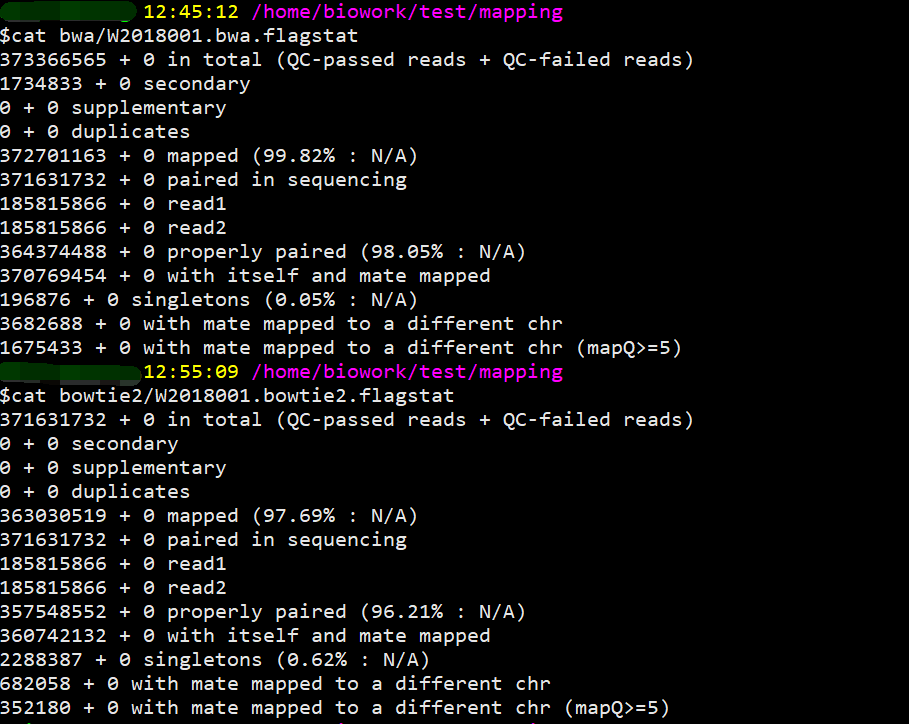 12:45:12 /home/biowork/test/mapping
$cat bwa/W2018001.bwa.flagstat
373366565 + 0 in total (QC-passed reads + QC-failed reads)
1734833 + 0 secondary
0 + 0 supplementary
0 + 0 duplicates
372701163 + 0 mapped (99.82% : N/A)
371631732 + 0 paired in sequencing
185815866 + 0 read1
185815866 + 0 read2
364374488 + 0 properly paired (98.05% : N/A)
370769454 + 0 with itself and mate mapped
196876 + 0 singletons (0.05% : N/A)
3682688 + 0 with mate mapped to a different chr
1675433 + 0 with mate mapped to a different chr (mapQ>=5)
12:55:09 /home/biowork/test/mapping
$cat bowtie2/W2018001.bowtie2.flagstat
371631732 + 0 in total (QC-passed reads + QC-failed reads)
0 + 0 secondary
0 + 0 supplementary
0 + 0 duplicates
363030519 + 0 mapped (97.69% : N/A)
371631732 + 0 paired in sequencing
185815866 + 0 read1
185815866 + 0 read2
357548552 + 0 properly paired (96.21% : N/A)
360742132 + 0 with itself and mate mapped
2288387 + 0 singletons (0.62% : N/A)
682058 + 0 with mate mapped to a different chr
352180 + 0 with mate mapped to a different chr (mapQ>=5)